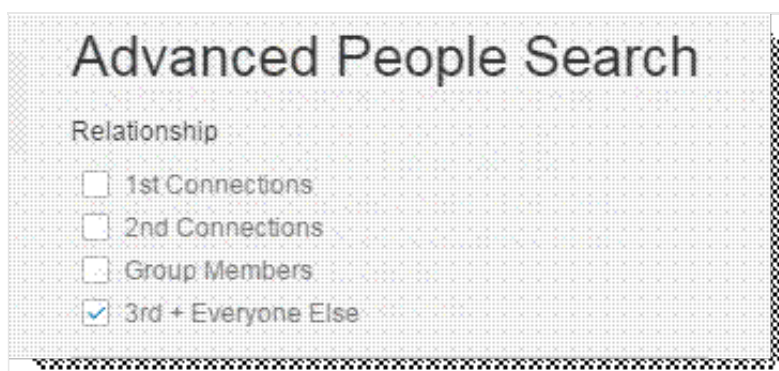 Advanced People Search
Relationship
1st Connections
2nd Connections
Group Members
3rd + Everyone Else